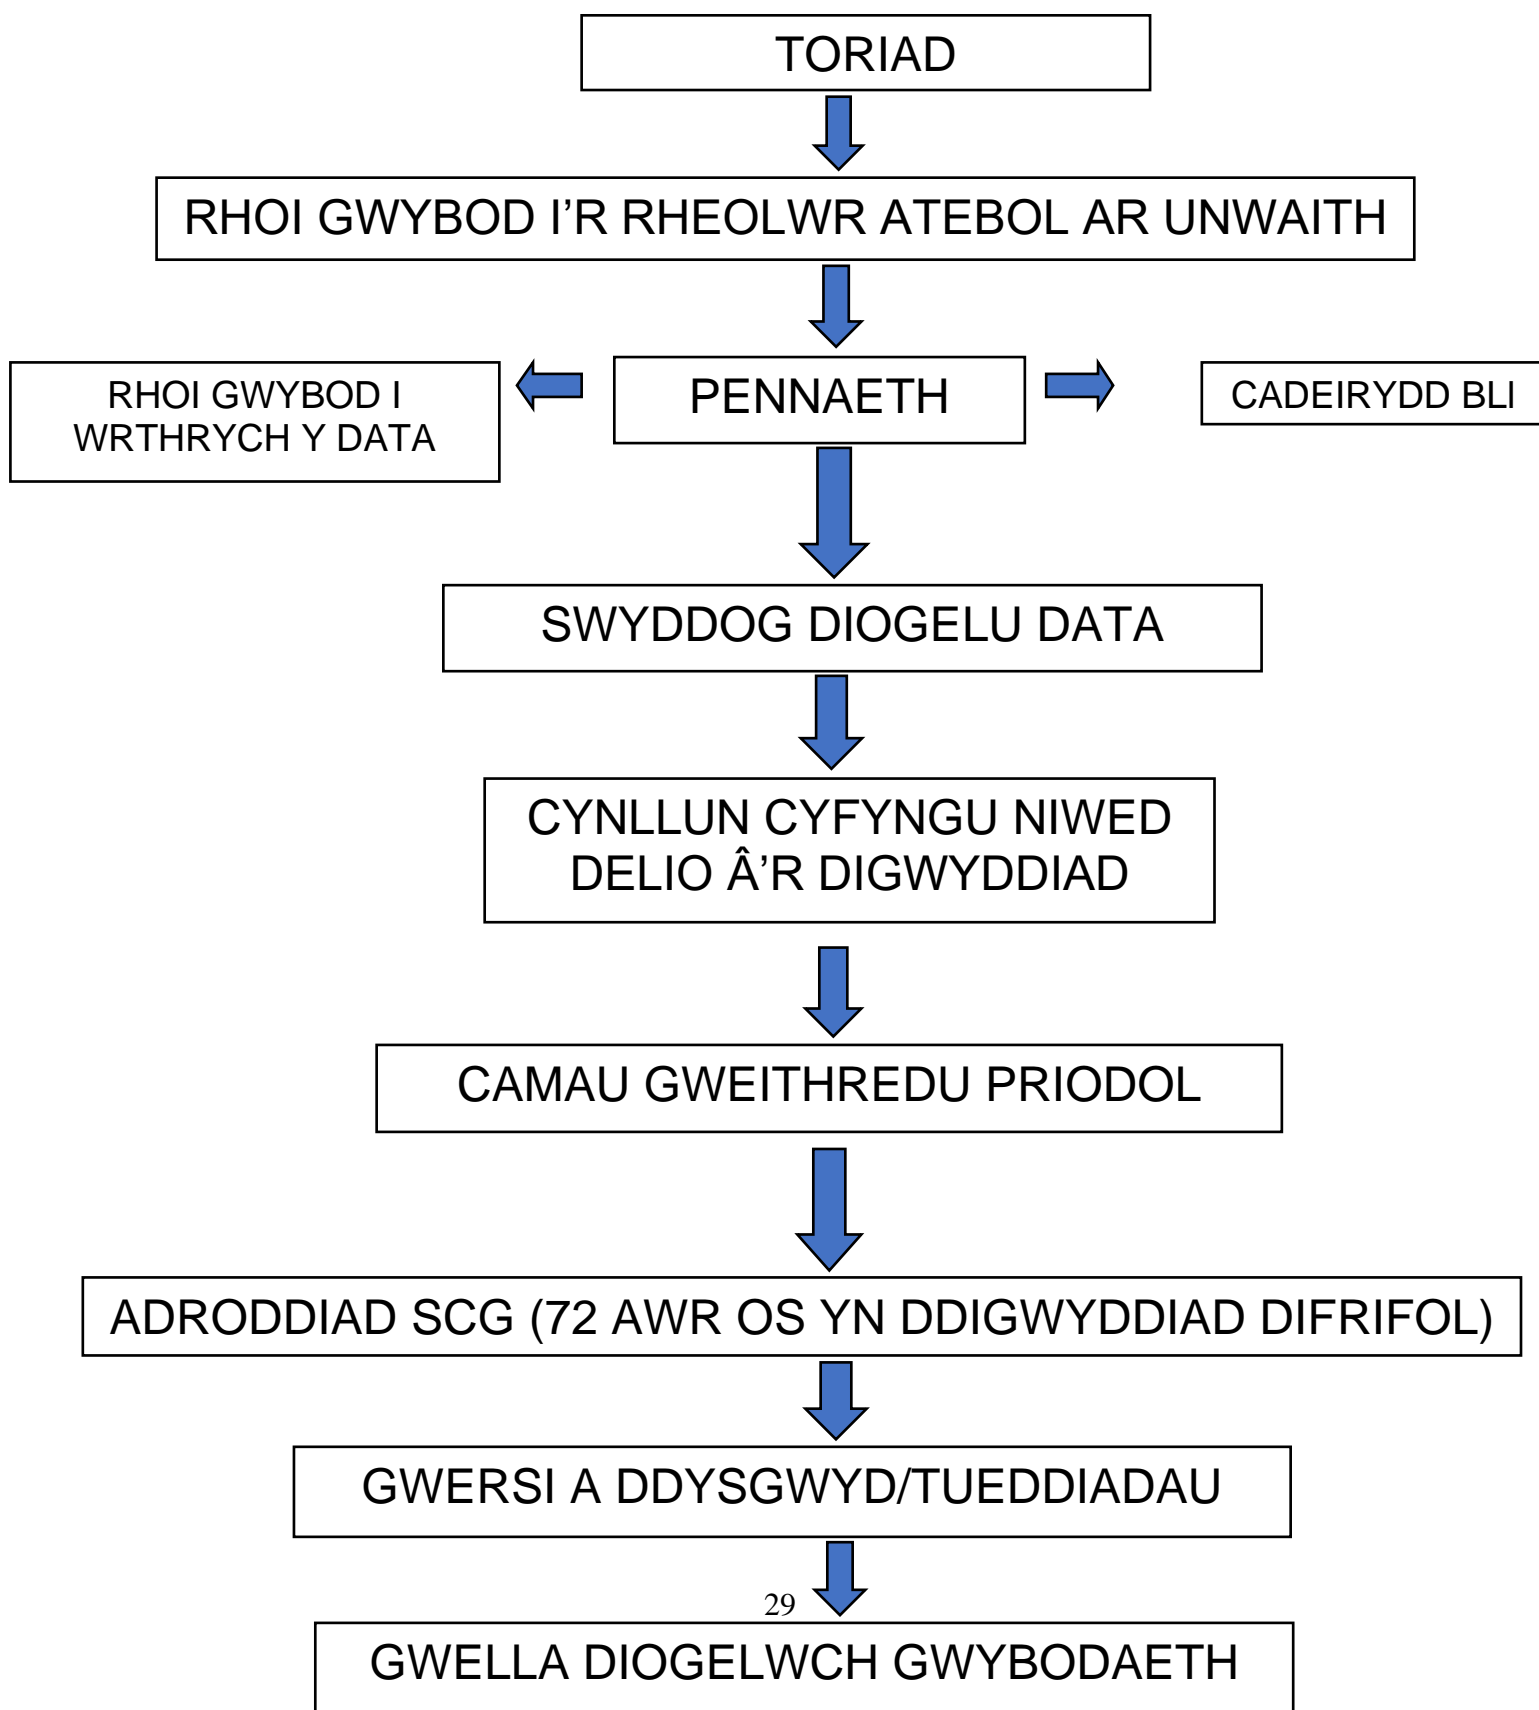 TORIAD
RHOI GWYBOD I’R RHEOLWR ATEBOL AR UNWAITH
RHOI GWYBOD I
WRTHRYCH Y DATA
PENNAETH
CADEIRYDD BLl
SWYDDOG DIOGELU DATA
CYNLLUN CYFYNGU NIWED
DELIO Â’R DIGWYDDIAD
CAMAU GWEITHREDU PRIODOL
ADRODDIAD SCG (72 AWR OS YN DDIGWYDDIAD DIFRIFOL)
GWERSI A DDYSGWYD/TUEDDIADAU
29
GWELLA DIOGELWCH GWYBODAETH